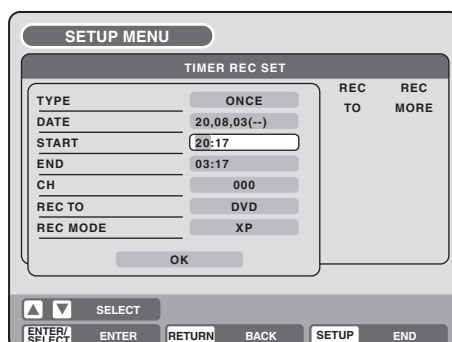 SETUP MENU
TIMER REC SET
REC REC
TO MORE
TYPE ONCE
DATE 20,08,03(--)
START 20:17
END 03:17
CH 000
REC TO DVD
REC MODE XP
OK
SELECT
ENTER/
SELECT ENTER RETURN BACK SETUP END